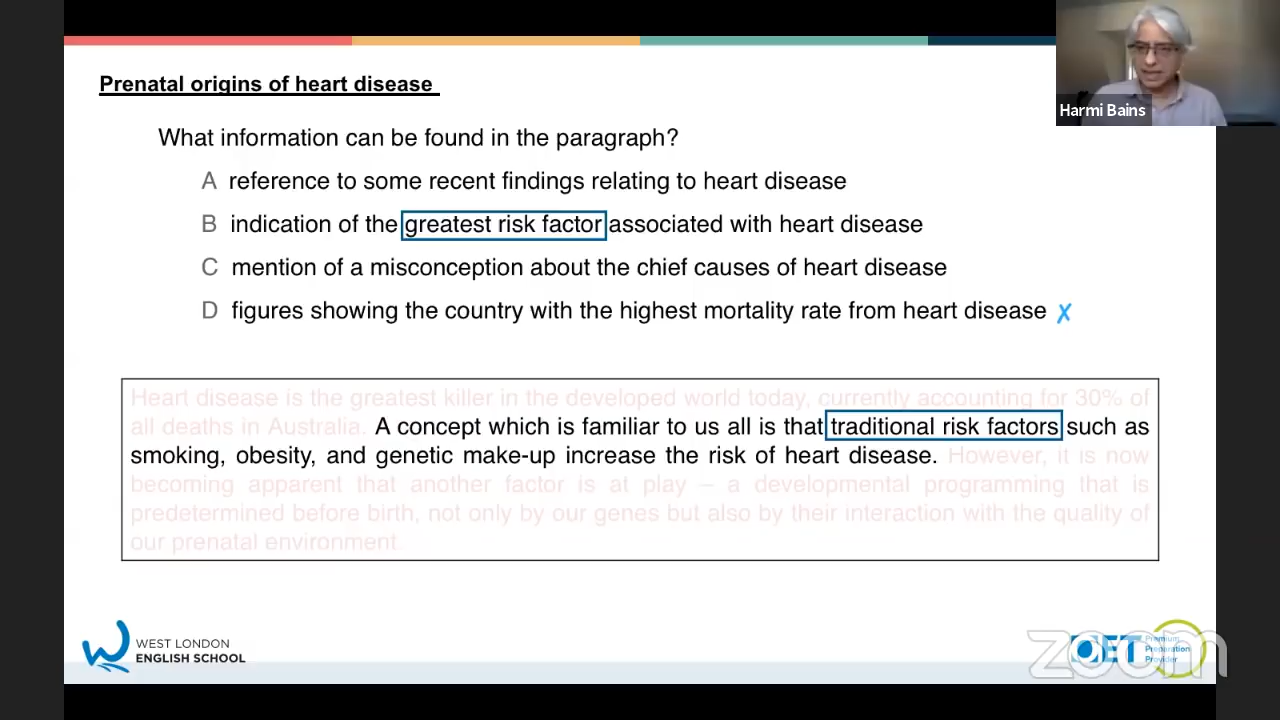 Harmi Bains
Prenatal origins of heart disease
What information can be found in the paragraph?
A reference to some recent findings relating to heart disease
B indication of the greatest risk factor associated with heart disease
C mention of a misconception about the chief causes of heart disease
D figures showing the country with the highest mortality rate from heart disease ✗
Heart disease is the greatest killer in the developed world today, currently accounting for 30% of
all deaths in Australia. A concept which is familiar to us all is that traditional risk factors such as
smoking, obesity, and genetic make-up increase the risk of heart disease. However, it is now
becoming apparent that another factor is at play – a developmental programming that is
predetermined before birth, not only by our genes but also by their interaction with the quality of
our prenatal environment.
WEST LONDON
ENGLISH SCHOOL
OET
Premium
Preparation
Provider
zoom